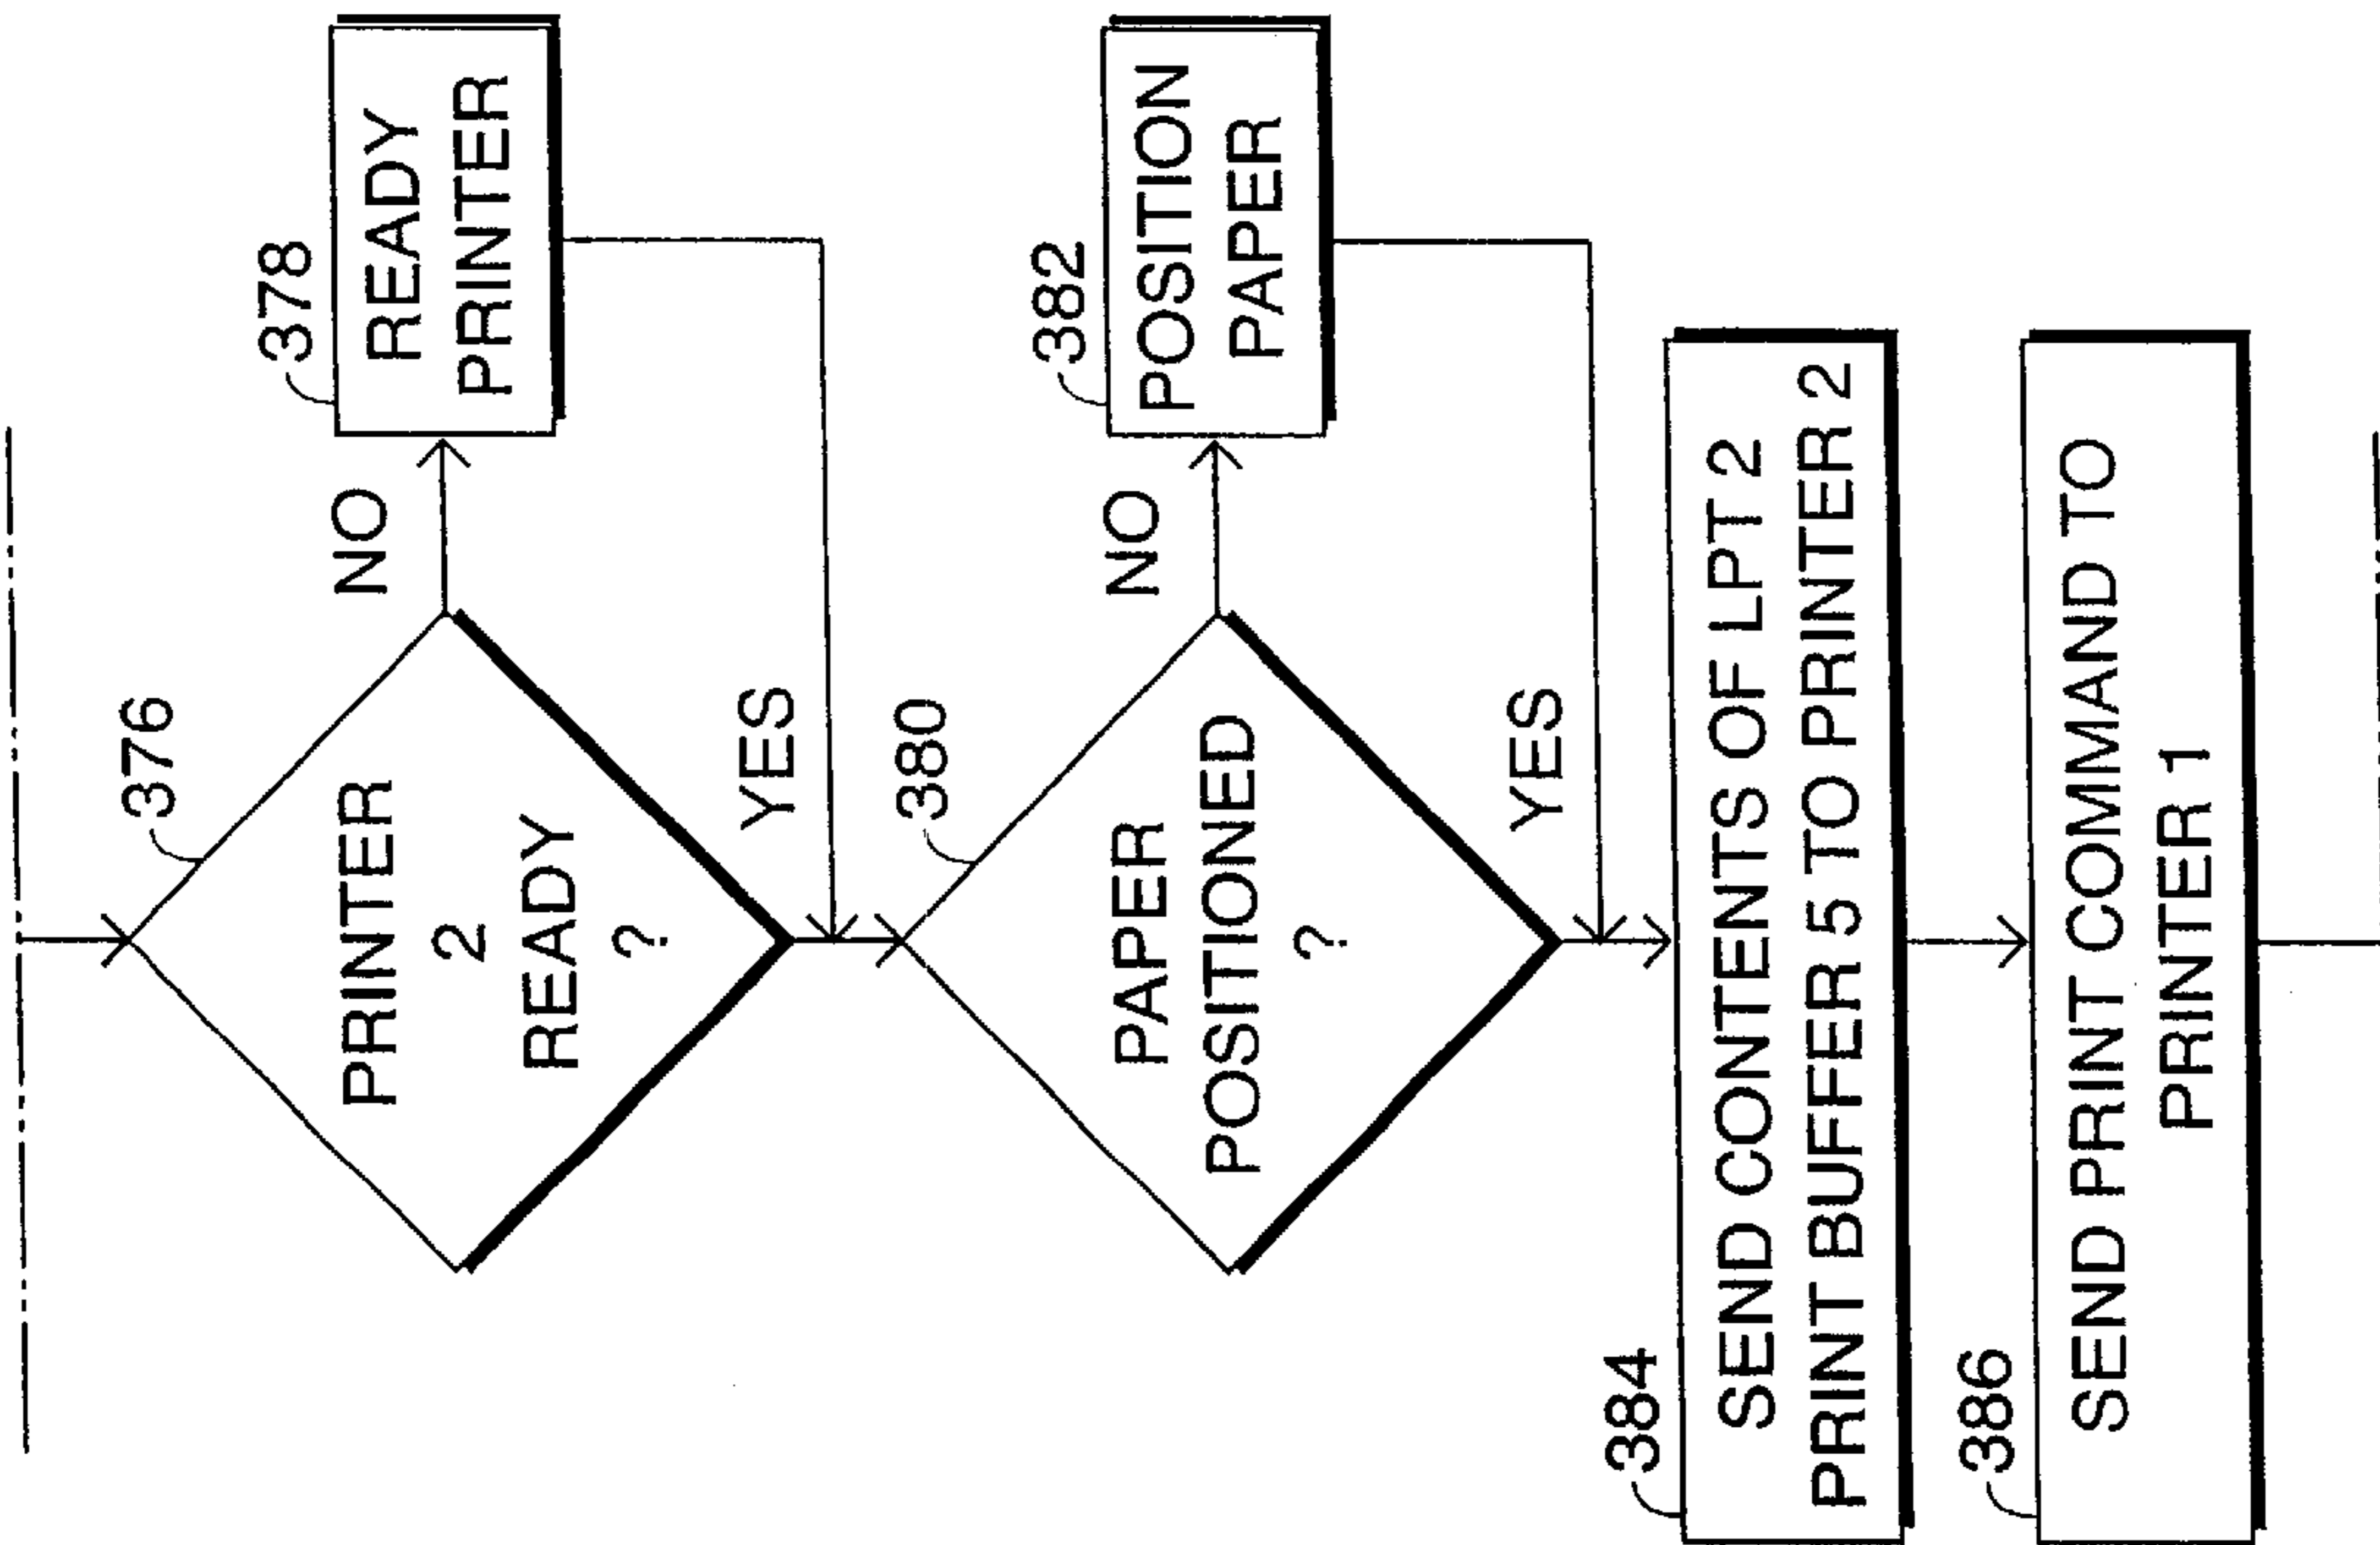 376
PRINTER
2
READY
?
NO
378
READY
PRINTER
YES
380
PAPER
POSITIONED
?
NO
382
POSITION
PAPER
YES
384
SEND CONTENTS OF LPT 2
PRINT BUFFER 5 TO PRINTER 2
386
SEND PRINT COMMAND TO
PRINTER 1